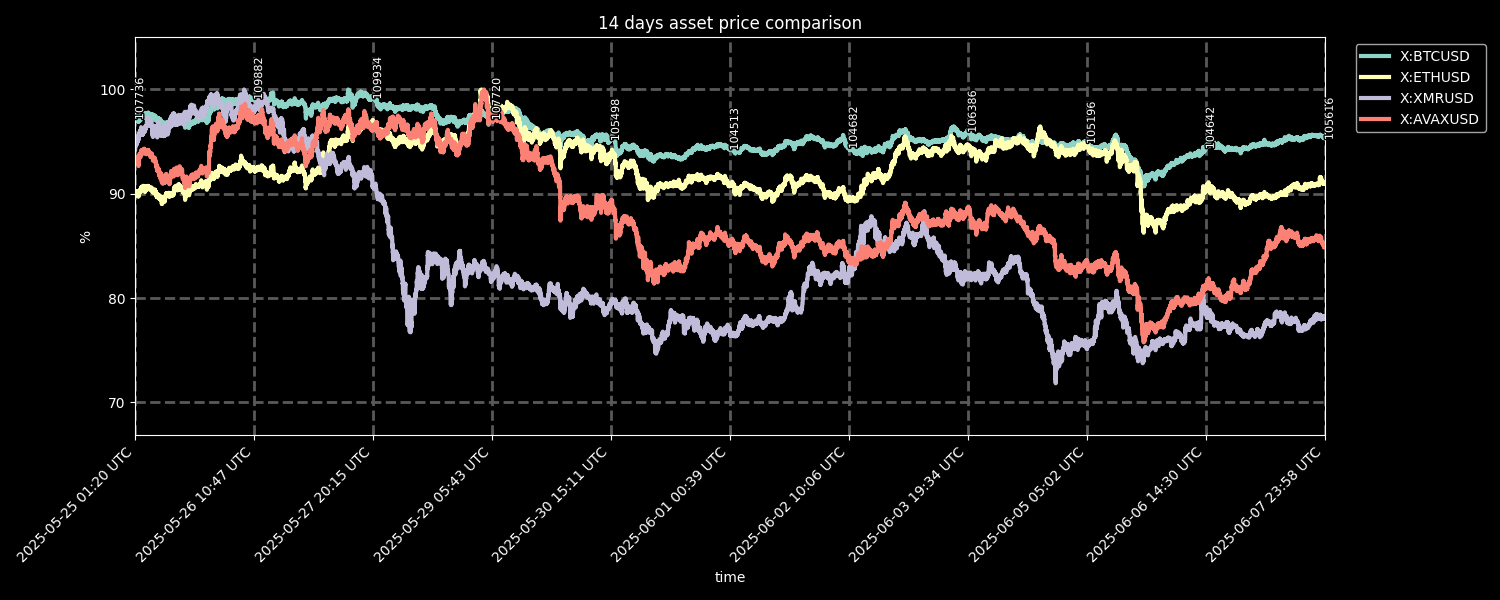 14 days asset price comparison
X:BTCUSD
X:ETHUSD
X:XMRUSD
X:AVAXUSD
100
90
80
70
%
107736
109882
109934
107720
105498
104513
104682
106386
105196
104642
105616
2025-05-25 01:20 UTC
2025-05-26 10:47 UTC
2025-05-27 20:15 UTC
2025-05-29 05:43 UTC
2025-05-30 15:11 UTC
2025-06-01 00:39 UTC
2025-06-02 10:06 UTC
2025-06-03 19:34 UTC
2025-06-05 05:02 UTC
2025-06-06 14:30 UTC
2025-06-07 23:58 UTC
time